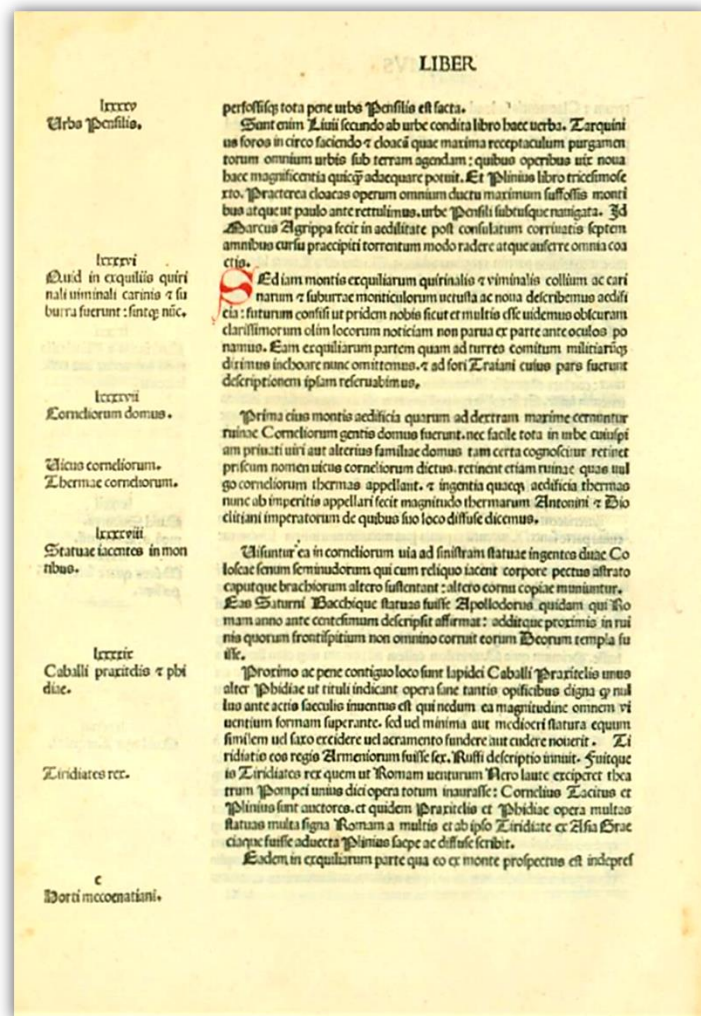 LIBER
lxxxxv
Urbs Pensilis.
perfossisq; tota pene urbs Pensilis est facta.
Sunt enim Liuii secundo ab urbe condita libro haec uerba. Tarquini
us foros in circo faciendo ⁊ cloacā quae maxima receptaculum purgamen
torum omnium urbis sub terram agendam: quibus operibus uix noua
haec magnificentia quicq̄ adaequare potuit. Et Plinius libro tricesimose
xto. Praeterea cloacas operum omnium ductu maximum suffossis monti
bus atque ut paulo ante rettulimus. urbe Pensili subtusque nauigata. Id
Marcus Agrippa fecit in aedilitate post consulatum corriuatis septem
amnibus cursu praecipiti torrentum modo radere atque auferre omnia coa
ctis.
lxxxxvi
Quid in exquiliis quiri
nali uiminali carinis ⁊ su
burra fuerunt: sintq; nūc.
SEd iam montis exquiliarum quirinalis ⁊ viminalis collium ac cari
narum ⁊ suburrae monticulorum uetusta ac noua describemus aedifi
cia: futurum confisi ut pridem nobis sicut et multis esse uidemus obscuram
clarissimorum olim locorum noticiam non parua ex parte ante oculos po
namus. Eam exquiliarum partem quam ad turres comitum militiarūq;
dirimus inchoare nunc omittemus. ⁊ ad fori Traiani cuius pars fuerunt
descriptionem ipsam reseruabimus.
lxxxxvii
Corneliorum domus.
Prima eius montis aedificia quarum ad dextram maxime cernuntur
ruinae Corneliorum gentis domus fuerunt. nec facile tota in urbe cuiuspi
am priuati uiri aut alterius familiae domus tam certa cognoscitur retinet
priscum nomen uicus corneliorum dictus. retinent etiam ruinae quas uul
go corneliorum thermas appellant. ⁊ ingentia quaeq; aedificia thermas
nunc ab imperitis appellari fecit magnitudo thermarum Antonini ⁊ Dio
clitiani imperatorum de quibus suo loco diffuse dicemus.
Uicus corneliorum.
Thermae corneliorum.
lxxxxviii
Statuae iacentes in mon
tibus.
Uisuntur ea in corneliorum uia ad sinistram statuae ingentes duae Co
loseae senum seminudorum qui cum reliquo iacent corpore pectus astrato
caputque brachiorum altero sustentant: altero cornu copiae muniuntur.
Eas Saturni Bacchique statuas fuisse Apollodorus quidam qui Ro
mam anno ante centesimum descripsit affirmat: additque proximis in rui
nis quorum frontispitium non omnino corruit eorum Deorum templa fu
isse.
lxxxxix
Caballi praxitelis ⁊ phi
diae.
Proximo ac pene contiguo loco sunt lapidei Caballi Praxitelis unus
alter Phidiae ut tituli indicant opera sane tantis opificibus digna q̄ nul
lus ante actis saeculis inuentus est qui nedum ea magnitudine omnem vi
uentium formam superante. sed uel minima aut mediocri statura equum
similem uel saxo excidere uel aeramento fundere aut cudere nouerit. Ti
ridiatis eos regis Armeniorum fuisse sex. Ruffi descriptio innuit. Fuitque
is Tiridiates rex quem ut Romam uenturum Nero laute exciperet thea
trum Pompei unius diei opera totum inaurasse: Cornelius Tacitus et
Plinius sunt auctores. et quidem Praxitelis et Phidiae opera multas
statuas multa signa Romam a multis et ab ipso Tiridiate ex Asia Grae
ciaque fuisse aduecta Plinius saepe ac diffuse scribit.
Tiridiates rex.
Eadem in exquiliarum parte qua eo ex monte prospectus est in depres
c
Horti mecoenatiani.